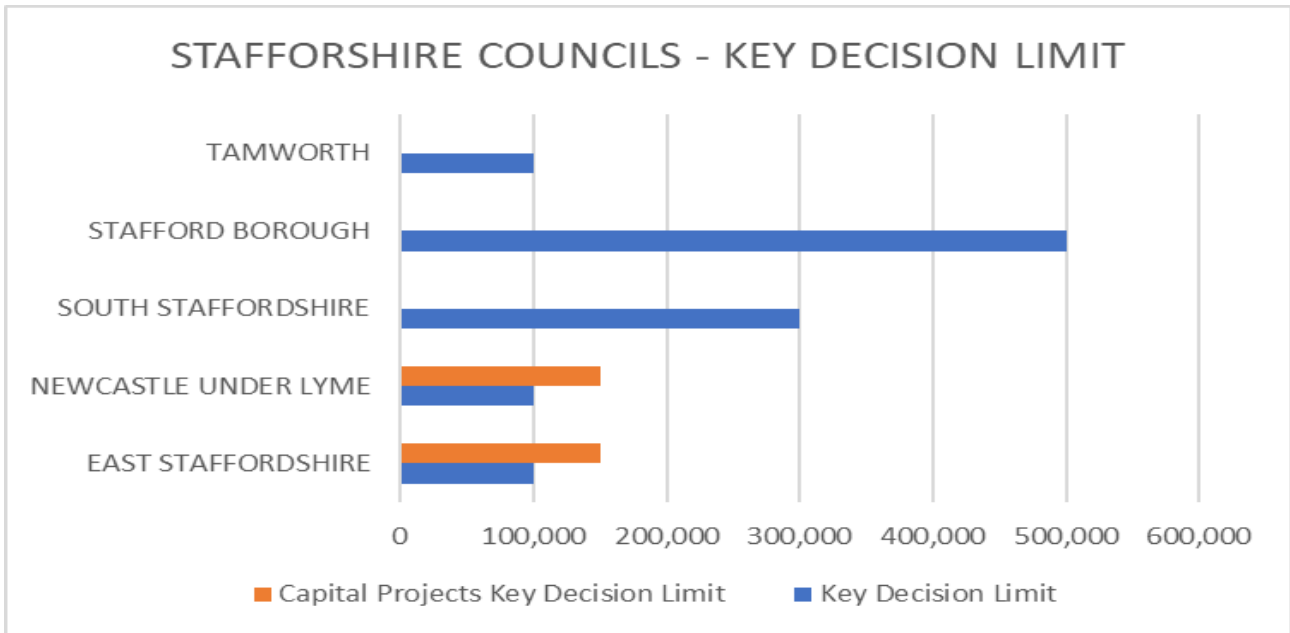 STAFFORSHIRE COUNCILS - KEY DECISION LIMIT
TAMWORTH
STAFFORD BOROUGH
SOUTH STAFFORDSHIRE
NEWCASTLE UNDER LYME
EAST STAFFORDSHIRE
0 100,000 200,000 300,000 400,000 500,000 600,000
Capital Projects Key Decision Limit Key Decision Limit